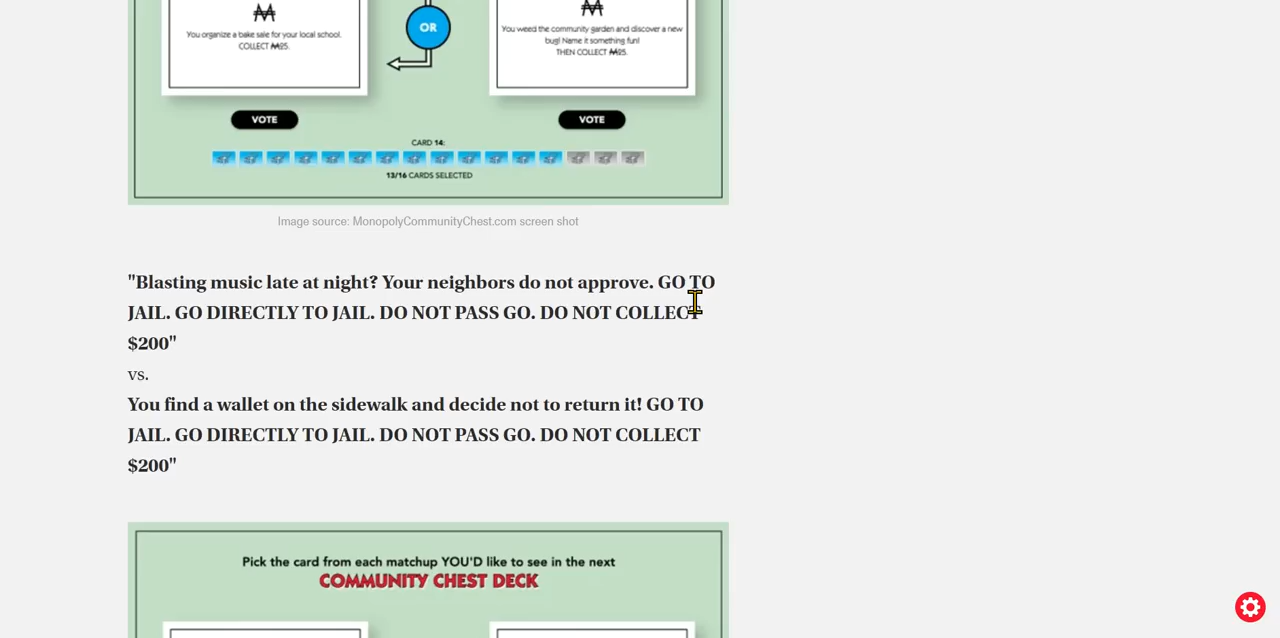 You organize a bake sale for your local school.
COLLECT ₩25.
OR
You weed the community garden and discover a new
bug! Name it something fun!
THEN COLLECT ₩25.
VOTE
VOTE
CARD 14:
13/16 CARDS SELECTED
Image source: MonopolyCommunityChest.com screen shot
"Blasting music late at night? Your neighbors do not approve. GO TO
JAIL. GO DIRECTLY TO JAIL. DO NOT PASS GO. DO NOT COLLECT
$200"
vs.
You find a wallet on the sidewalk and decide not to return it! GO TO
JAIL. GO DIRECTLY TO JAIL. DO NOT PASS GO. DO NOT COLLECT
$200"
Pick the card from each matchup YOU'D like to see in the next
COMMUNITY CHEST DECK